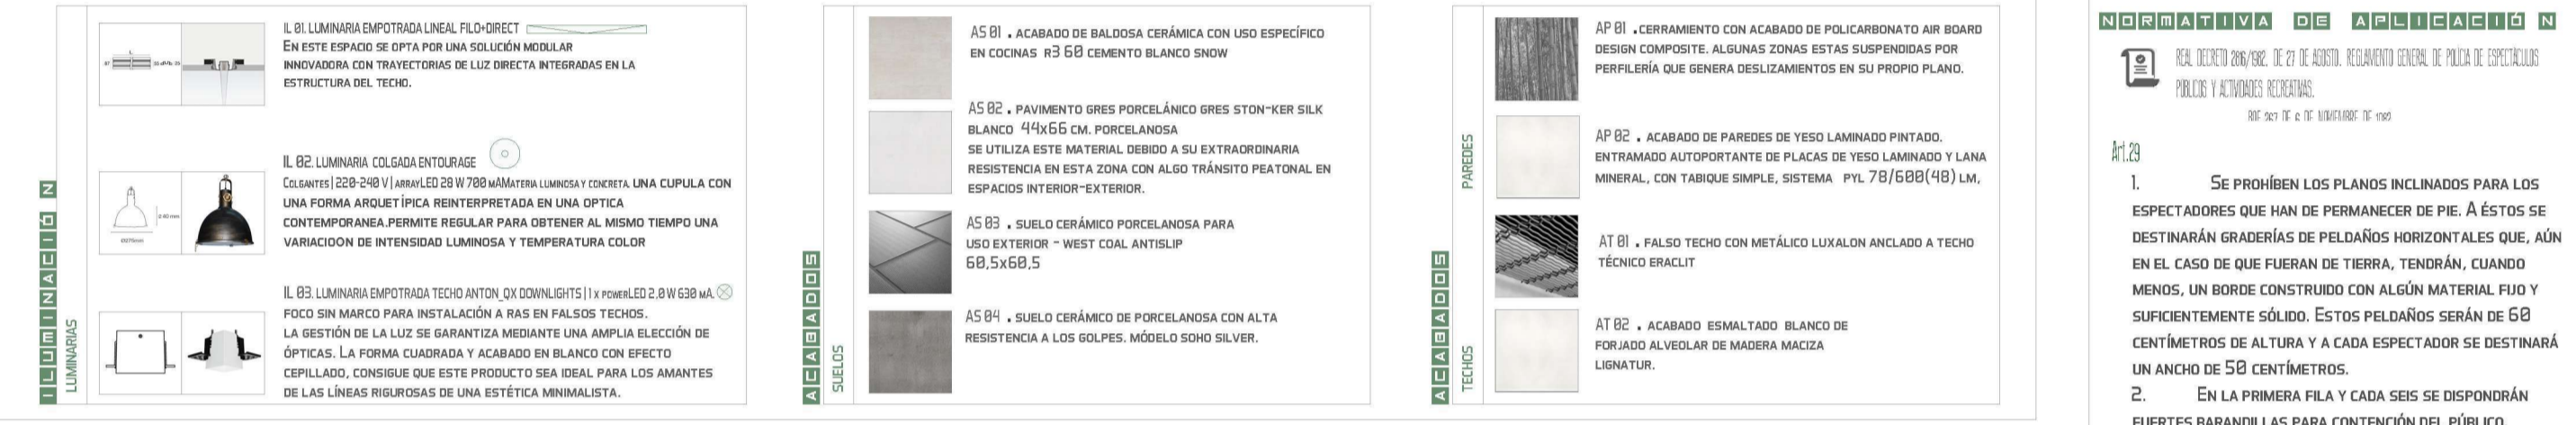 ILUMINACIÓN
LUMINARIAS
IL 01. LUMINARIA EMPOTRADA LINEAL FILO+DIRECT
EN ESTE ESPACIO SE OPTA POR UNA SOLUCIÓN MODULAR
INNOVADORA CON TRAYECTORIAS DE LUZ DIRECTA INTEGRADAS EN LA
ESTRUCTURA DEL TECHO.
IL 02. LUMINARIA COLGADA ENTOURAGE
COLGANTES | 220-240 V | ARRAYLED 28 W 700 MAMATERIA LUMINOSA Y CONCRETA. UNA CUPULA CON
UNA FORMA ARQUETÍPICA REINTERPRETADA EN UNA OPTICA
CONTEMPORANEA.PERMITE REGULAR PARA OBTENER AL MISMO TIEMPO UNA
VARIACIOÓN DE INTENSIDAD LUMINOSA Y TEMPERATURA COLOR
Ø275mm
IL 03. LUMINARIA EMPOTRADA TECHO ANTON_QX DOWNLIGHTS | 1 X POWERLED 2,0 W 630 MA.
FOCO SIN MARCO PARA INSTALACIÓN A RAS EN FALSOS TECHOS.
LA GESTIÓN DE LA LUZ SE GARANTIZA MEDIANTE UNA AMPLIA ELECCIÓN DE
ÓPTICAS. LA FORMA CUADRADA Y ACABADO EN BLANCO CON EFECTO
CEPILLADO, CONSIGUE QUE ESTE PRODUCTO SEA IDEAL PARA LOS AMANTES
DE LAS LÍNEAS RIGUROSAS DE UNA ESTÉTICA MINIMALISTA.
ACABADOS
SUELOS
AS 01 . ACABADO DE BALDOSA CERÁMICA CON USO ESPECÍFICO
EN COCINAS R3 60 CEMENTO BLANCO SNOW
AS 02 . PAVIMENTO GRES PORCELÁNICO GRES STON-KER SILK
BLANCO 44x66 CM. PORCELANOSA
SE UTILIZA ESTE MATERIAL DEBIDO A SU EXTRAORDINARIA
RESISTENCIA EN ESTA ZONA CON ALGO TRÁNSITO PEATONAL EN
ESPACIOS INTERIOR-EXTERIOR.
AS 03 . SUELO CERÁMICO PORCELANOSA PARA
USO EXTERIOR - WEST COAL ANTISLIP
60,5x60,5
AS 04 . SUELO CERÁMICO DE PORCELANOSA CON ALTA
RESISTENCIA A LOS GOLPES. MÓDELO SOHO SILVER.
ACABADOS
PAREDES
TECHOS
AP 01 .CERRAMIENTO CON ACABADO DE POLICARBONATO AIR BOARD
DESIGN COMPOSITE. ALGUNAS ZONAS ESTAS SUSPENDIDAS POR
PERFILERÍA QUE GENERA DESLIZAMIENTOS EN SU PROPIO PLANO.
AP 02 . ACABADO DE PAREDES DE YESO LAMINADO PINTADO.
ENTRAMADO AUTOPORTANTE DE PLACAS DE YESO LAMINADO Y LANA
MINERAL, CON TABIQUE SIMPLE, SISTEMA PYL 78/600(48) LM,
AT 01 . FALSO TECHO CON METÁLICO LUXALON ANCLADO A TECHO
TÉCNICO ERACLIT
AT 02 . ACABADO ESMALTADO BLANCO DE
FORJADO ALVEOLAR DE MADERA MACIZA
LIGNATUR.
NORMATIVA DE APLICACIÓN
REAL DECRETO 2816/1982, DE 27 DE AGOSTO. REGLAMENTO GENERAL DE POLICIA DE ESPECTÁCULOS
PÚBLICOS Y ACTIVIDADES RECREATIVAS.
BOE 267 DE 6 DE NOVIEMBRE DE 1982
Art.29
1. SE PROHÍBEN LOS PLANOS INCLINADOS PARA LOS
ESPECTADORES QUE HAN DE PERMANECER DE PIE. A ÉSTOS SE
DESTINARÁN GRADERÍAS DE PELDAÑOS HORIZONTALES QUE, AÚN
EN EL CASO DE QUE FUERAN DE TIERRA, TENDRÁN, CUANDO
MENOS, UN BORDE CONSTRUIDO CON ALGÚN MATERIAL FIJO Y
SUFICIENTEMENTE SÓLIDO. ESTOS PELDAÑOS SERÁN DE 60
CENTÍMETROS DE ALTURA Y A CADA ESPECTADOR SE DESTINARÁ
UN ANCHO DE 50 CENTÍMETROS.
2. EN LA PRIMERA FILA Y CADA SEIS SE DISPONDRÁN
FUERTES BARANDILLAS PARA CONTENCIÓN DEL PÚBLICO.